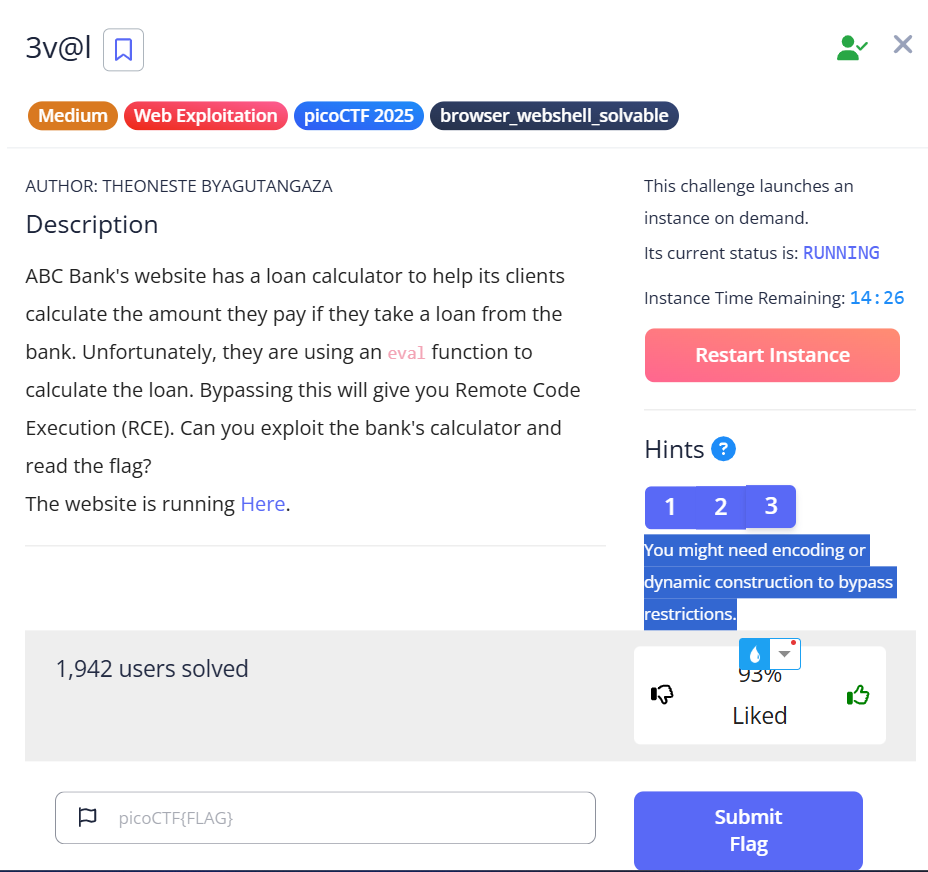 3v@l
Medium Web Exploitation picoCTF 2025 browser_webshell_solvable
AUTHOR: THEONESTE BYAGUTANGAZA
Description
ABC Bank's website has a loan calculator to help its clients
calculate the amount they pay if they take a loan from the
bank. Unfortunately, they are using an eval function to
calculate the loan. Bypassing this will give you Remote Code
Execution (RCE). Can you exploit the bank's calculator and
read the flag?
The website is running Here.
This challenge launches an
instance on demand.
Its current status is: RUNNING
Instance Time Remaining: 14:26
Restart Instance
Hints ?
1 2 3
You might need encoding or
dynamic construction to bypass
restrictions.
1,942 users solved
93%
Liked
picoCTF{FLAG}
Submit
Flag